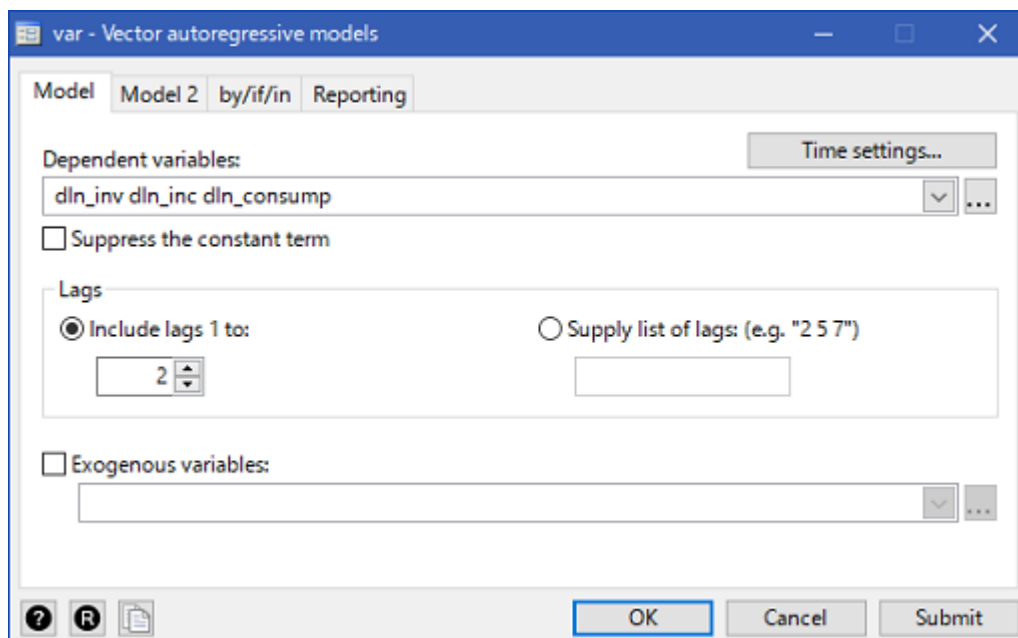 var - Vector autoregressive models
Model Model 2 by/if/in Reporting
Time settings...
Dependent variables:
dln_inv dln_inc dln_consump
...
Suppress the constant term
Lags
Include lags 1 to:
Supply list of lags: (e.g. "2 5 7")
2
Exogenous variables:
...
? R
OK Cancel Submit